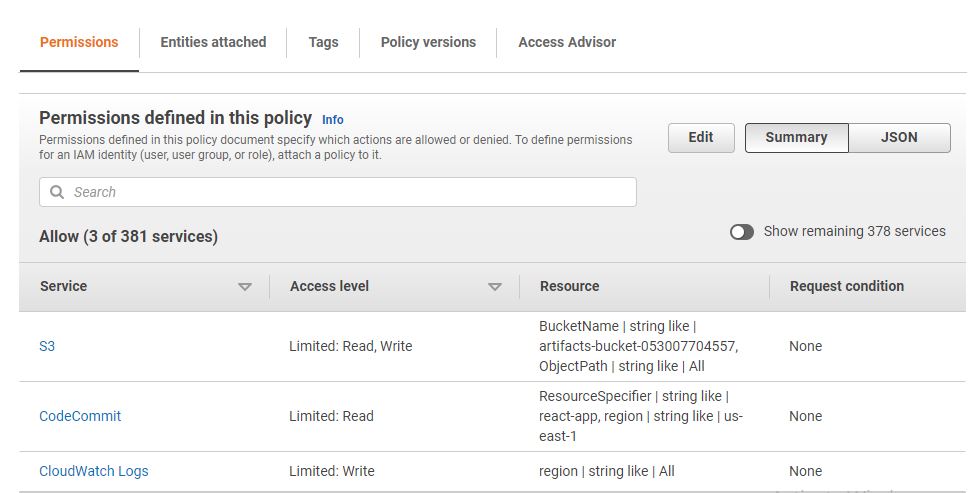 Permissions Entities attached Tags Policy versions Access Advisor
Permissions defined in this policy Info
Permissions defined in this policy document specify which actions are allowed or denied. To define permissions
for an IAM identity (user, user group, or role), attach a policy to it.
Edit Summary JSON
Search
Allow (3 of 381 services)
Show remaining 378 services
Service Access level Resource Request condition
BucketName | string like |
S3 Limited: Read, Write artifacts-bucket-053007704557, None
ObjectPath | string like | All
ResourceSpecifier | string like |
CodeCommit Limited: Read react-app, region | string like | us- None
east-1
CloudWatch Logs Limited: Write region | string like | All None